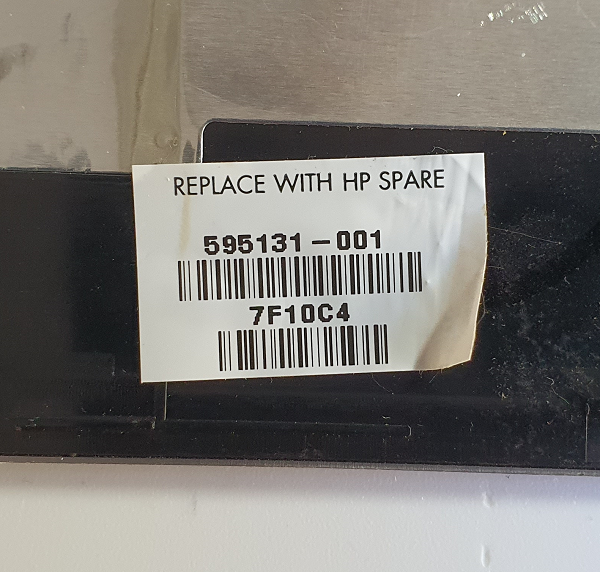 REPLACE WITH HP SPARE
595131-001
7F10C4